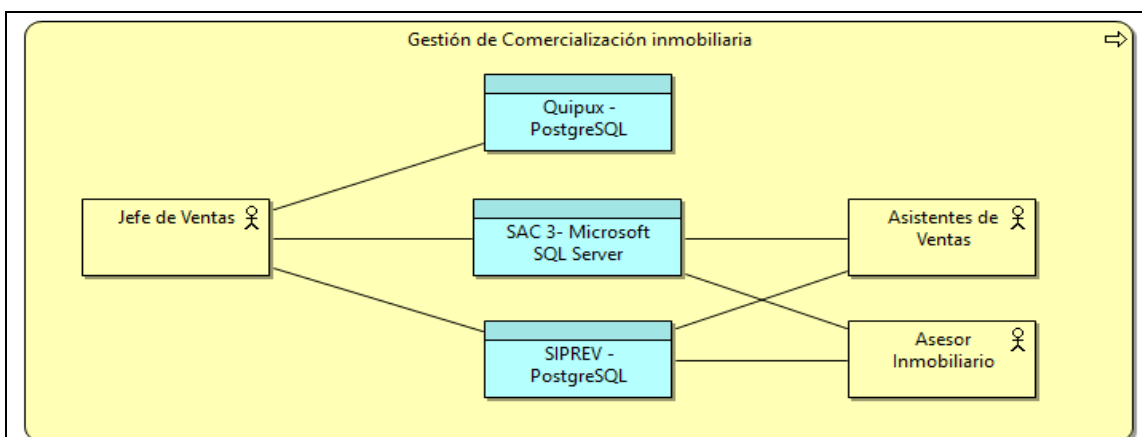 Gestión de Comercialización inmobiliaria
Quipux -
PostgreSQL
Jefe de Ventas
SAC 3- Microsoft
SQL Server
Asistentes de
Ventas
SIPREV -
PostgreSQL
Asesor
Inmobiliario